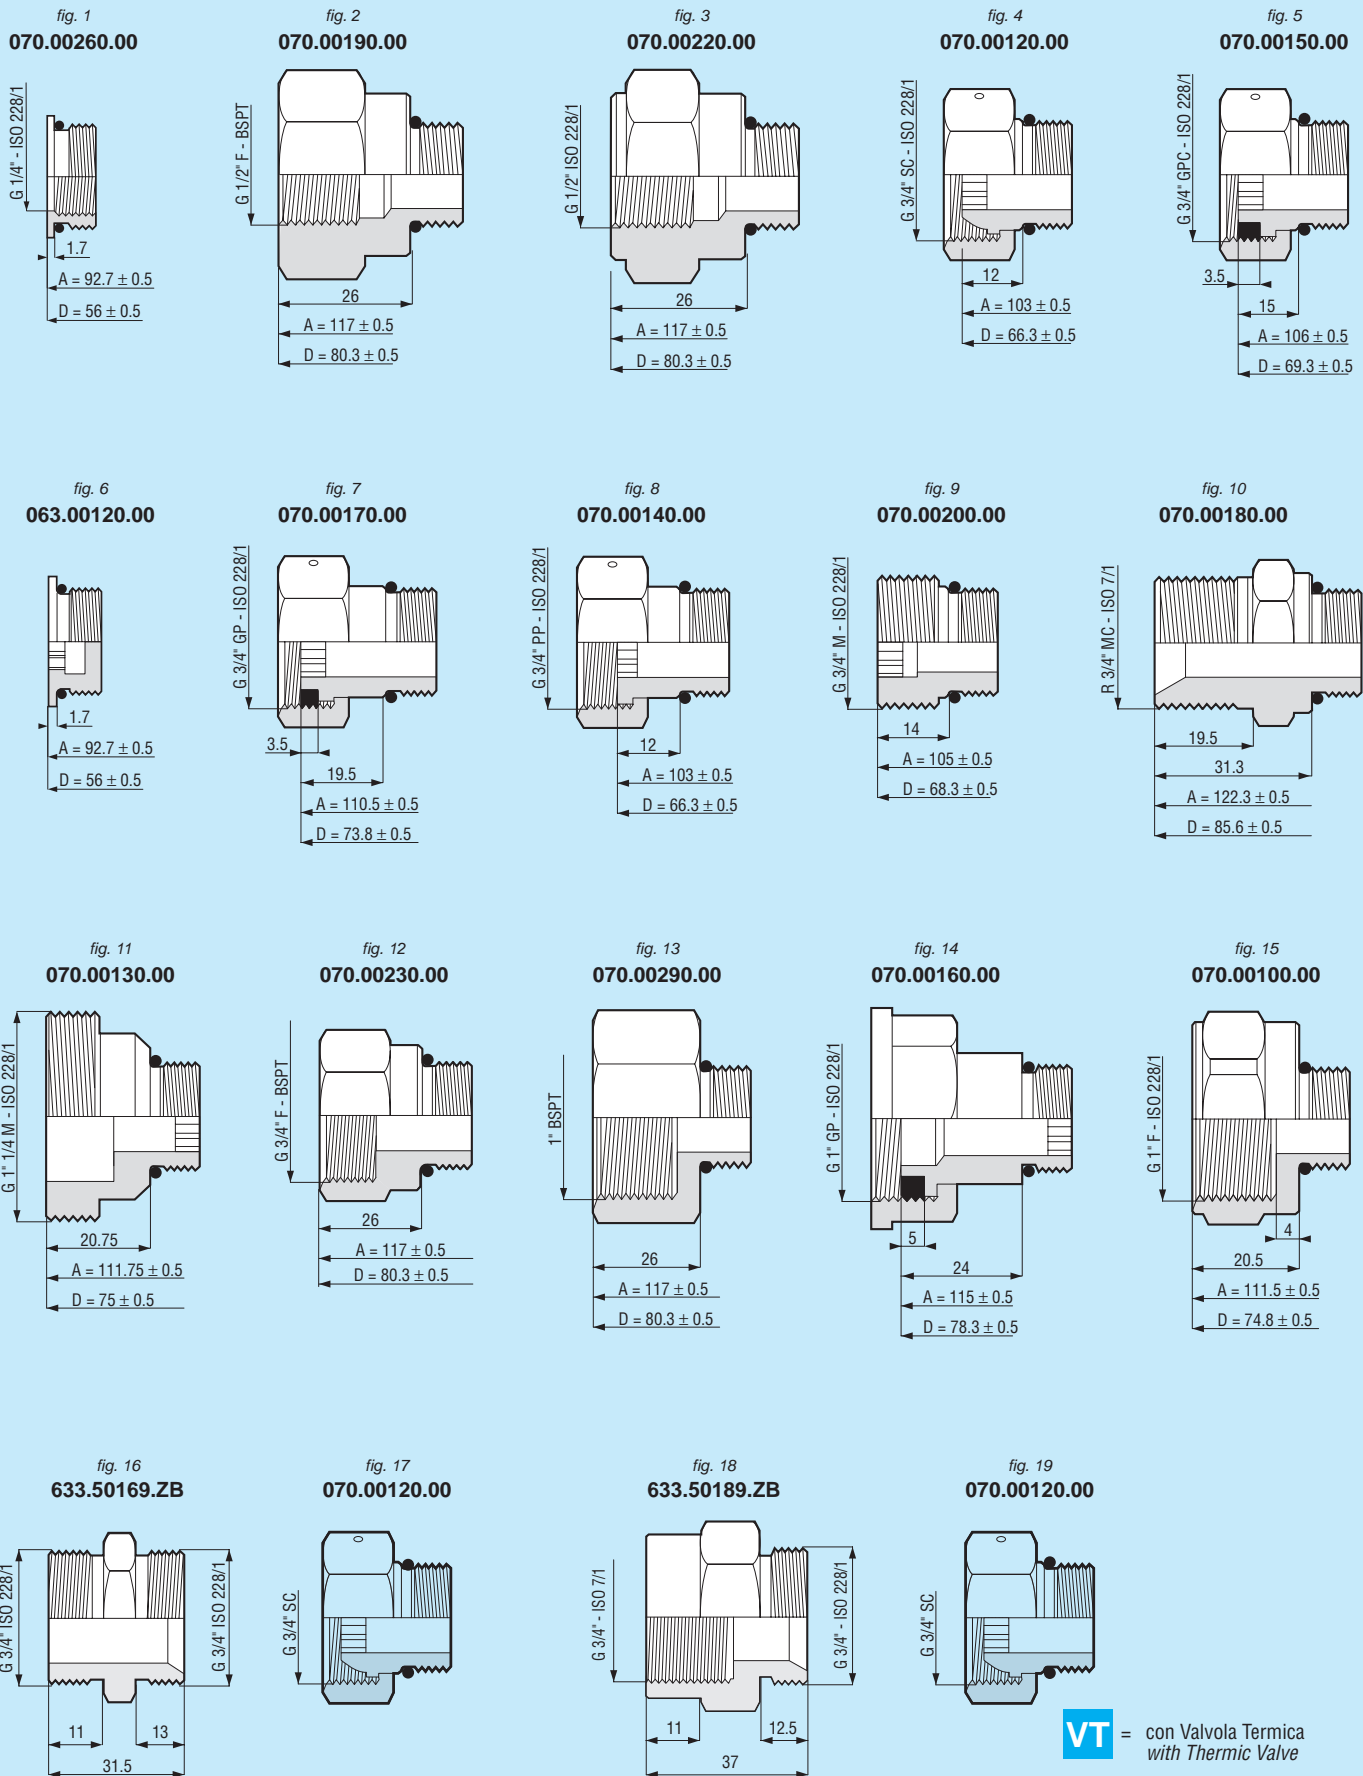 fig. 1
070.00260.00
G 1/4" - ISO 228/1
1.7
A = 92.7 ± 0.5
D = 56 ± 0.5
fig. 2
070.00190.00
G 1/2" F - BSPT
26
A = 117 ± 0.5
D = 80.3 ± 0.5
fig. 3
070.00220.00
G 1/2" ISO 228/1
26
A = 117 ± 0.5
D = 80.3 ± 0.5
fig. 4
070.00120.00
G 3/4" SC - ISO 228/1
12
A = 103 ± 0.5
D = 66.3 ± 0.5
fig. 5
070.00150.00
G 3/4" GPC - ISO 228/1
3.5
15
A = 106 ± 0.5
D = 69.3 ± 0.5
fig. 6
063.00120.00
1.7
A = 92.7 ± 0.5
D = 56 ± 0.5
fig. 7
070.00170.00
G 3/4" GP - ISO 228/1
3.5
19.5
A = 110.5 ± 0.5
D = 73.8 ± 0.5
fig. 8
070.00140.00
G 3/4" PP - ISO 228/1
12
A = 103 ± 0.5
D = 66.3 ± 0.5
fig. 9
070.00200.00
G 3/4" M - ISO 228/1
14
A = 105 ± 0.5
D = 68.3 ± 0.5
fig. 10
070.00180.00
R 3/4" MC - ISO 7/1
19.5
31.3
A = 122.3 ± 0.5
D = 85.6 ± 0.5
fig. 11
070.00130.00
G 1" 1/4 M - ISO 228/1
20.75
A = 111.75 ± 0.5
D = 75 ± 0.5
fig. 12
070.00230.00
G 3/4" F - BSPT
26
A = 117 ± 0.5
D = 80.3 ± 0.5
fig. 13
070.00290.00
1" BSPT
26
A = 117 ± 0.5
D = 80.3 ± 0.5
fig. 14
070.00160.00
G 1" GP - ISO 228/1
5
24
A = 115 ± 0.5
D = 78.3 ± 0.5
fig. 15
070.00100.00
G 1" F - ISO 228/1
4
20.5
A = 111.5 ± 0.5
D = 74.8 ± 0.5
fig. 16
633.50169.ZB
G 3/4" ISO 228/1
G 3/4" ISO 228/1
11
13
31.5
fig. 17
070.00120.00
G 3/4" SC
fig. 18
633.50189.ZB
G 3/4" - ISO 7/1
G 3/4" - ISO 228/1
11
12.5
37
fig. 19
070.00120.00
G 3/4" SC
VT = con Valvola Termica
with Thermic Valve